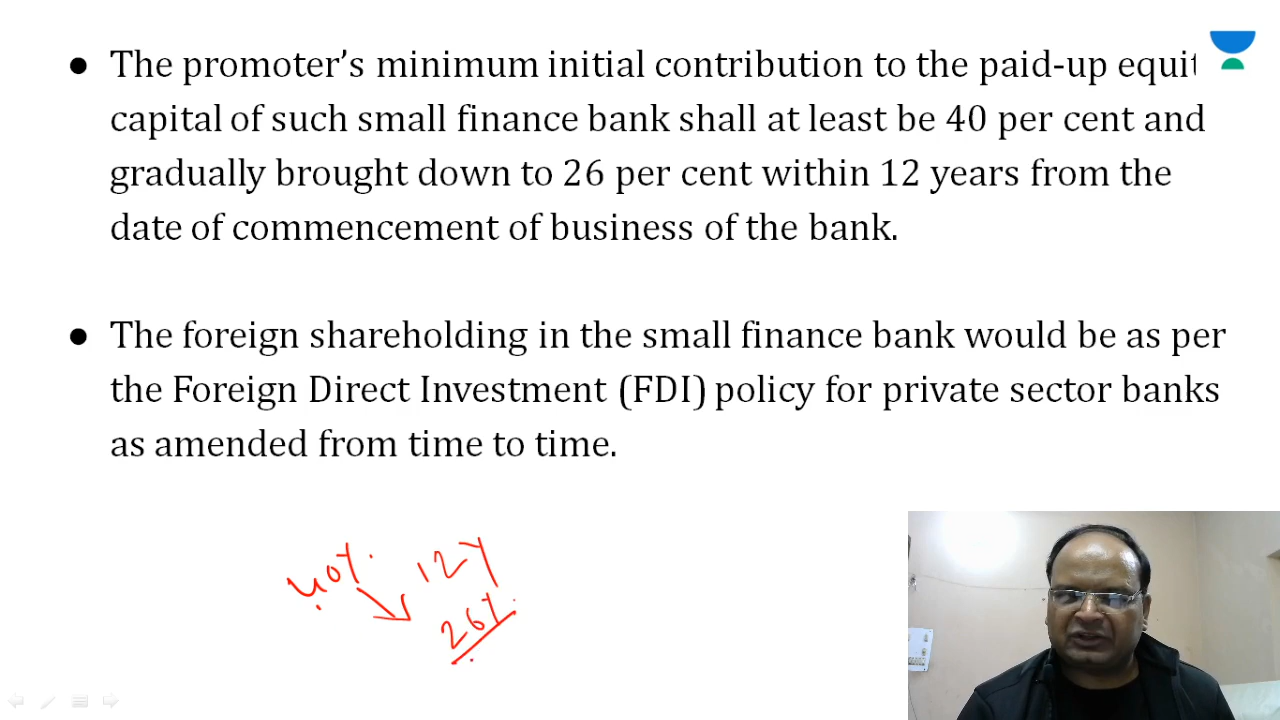 ● The promoter’s minimum initial contribution to the paid-up equit
capital of such small finance bank shall at least be 40 per cent and
gradually brought down to 26 per cent within 12 years from the
date of commencement of business of the bank.
● The foreign shareholding in the small finance bank would be as per
the Foreign Direct Investment (FDI) policy for private sector banks
as amended from time to time.
40% 12Y
26%